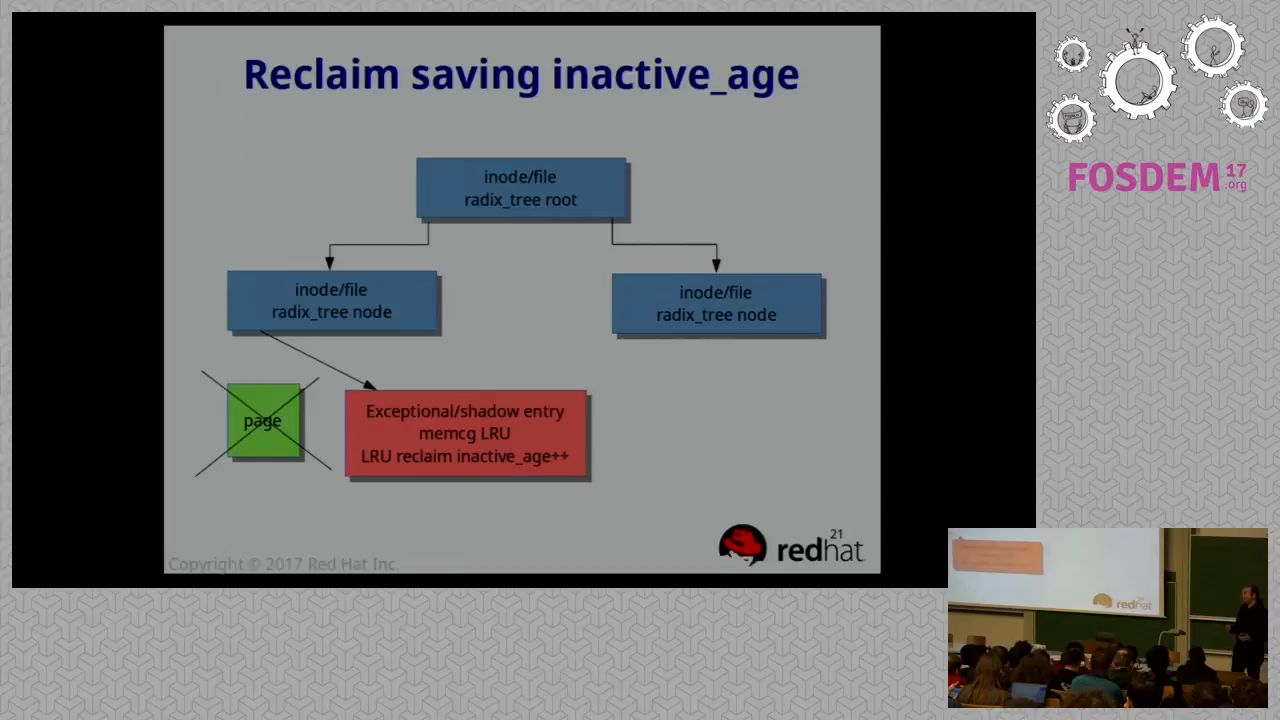 Reclaim saving inactive_age
inode/file
radix_tree root
inode/file
radix_tree node
inode/file
radix_tree node
page
Exceptional/shadow entry
memcg LRU
LRU reclaim inactive_age++
21
redhat
Copyright © 2017 Red Hat Inc.
FOSDEM 17
.org
redhat